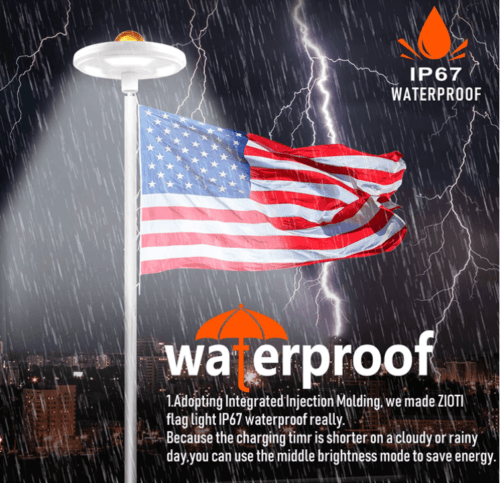 IP67
WATERPROOF
waterproof
1.Adopting Integrated Injection Molding, we made ZIOTI
flag light IP67 waterproof really.
Because the charging timr is shorter on a cloudy or rainy
day,you can use the middle brightness mode to save energy.